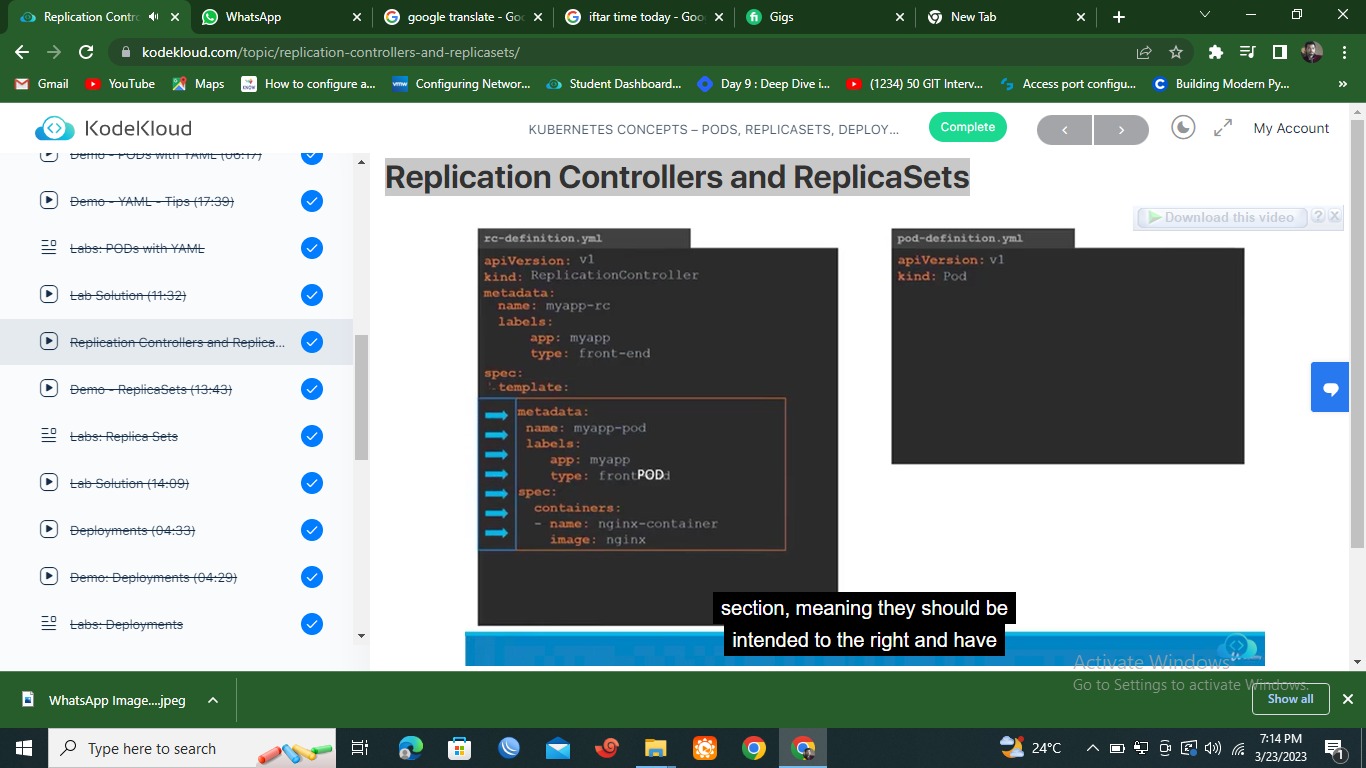 Replication Contro
WhatsApp
google translate - Goo
iftar time today - Goo
Gigs
New Tab
kodekloud.com/topic/replication-controllers-and-replicasets/
Gmail
YouTube
Maps
How to configure a...
Configuring Networ...
Student Dashboard...
Day 9 : Deep Dive i...
(1234) 50 GIT Interv...
Access port configu...
Building Modern Py...
KodeKloud
KUBERNETES CONCEPTS – PODS, REPLICASETS, DEPLOY...
Complete
My Account
Demo - PODs with YAML (06:17)
Demo - YAML - Tips (17:39)
Labs: PODs with YAML
Lab Solution (11:32)
Replication Controllers and Replica...
Demo - ReplicaSets (13:43)
Labs: Replica Sets
Lab Solution (14:09)
Deployments (04:33)
Demo: Deployments (04:29)
Labs: Deployments
Replication Controllers and ReplicaSets
Download this video
rc-definition.yml
apiVersion: v1
kind: ReplicationController
metadata:
name: myapp-rc
labels:
app: myapp
type: front-end
spec:
template:
metadata:
name: myapp-pod
labels:
app: myapp
type: front
POD
spec:
containers:
- name: nginx-container
image: nginx
pod-definition.yml
apiVersion: v1
kind: Pod
section, meaning they should be
intended to the right and have
Activate Windows
Go to Settings to activate Windows.
WhatsApp Image....jpeg
Show all
Type here to search
24°C
7:14 PM
3/23/2023
1